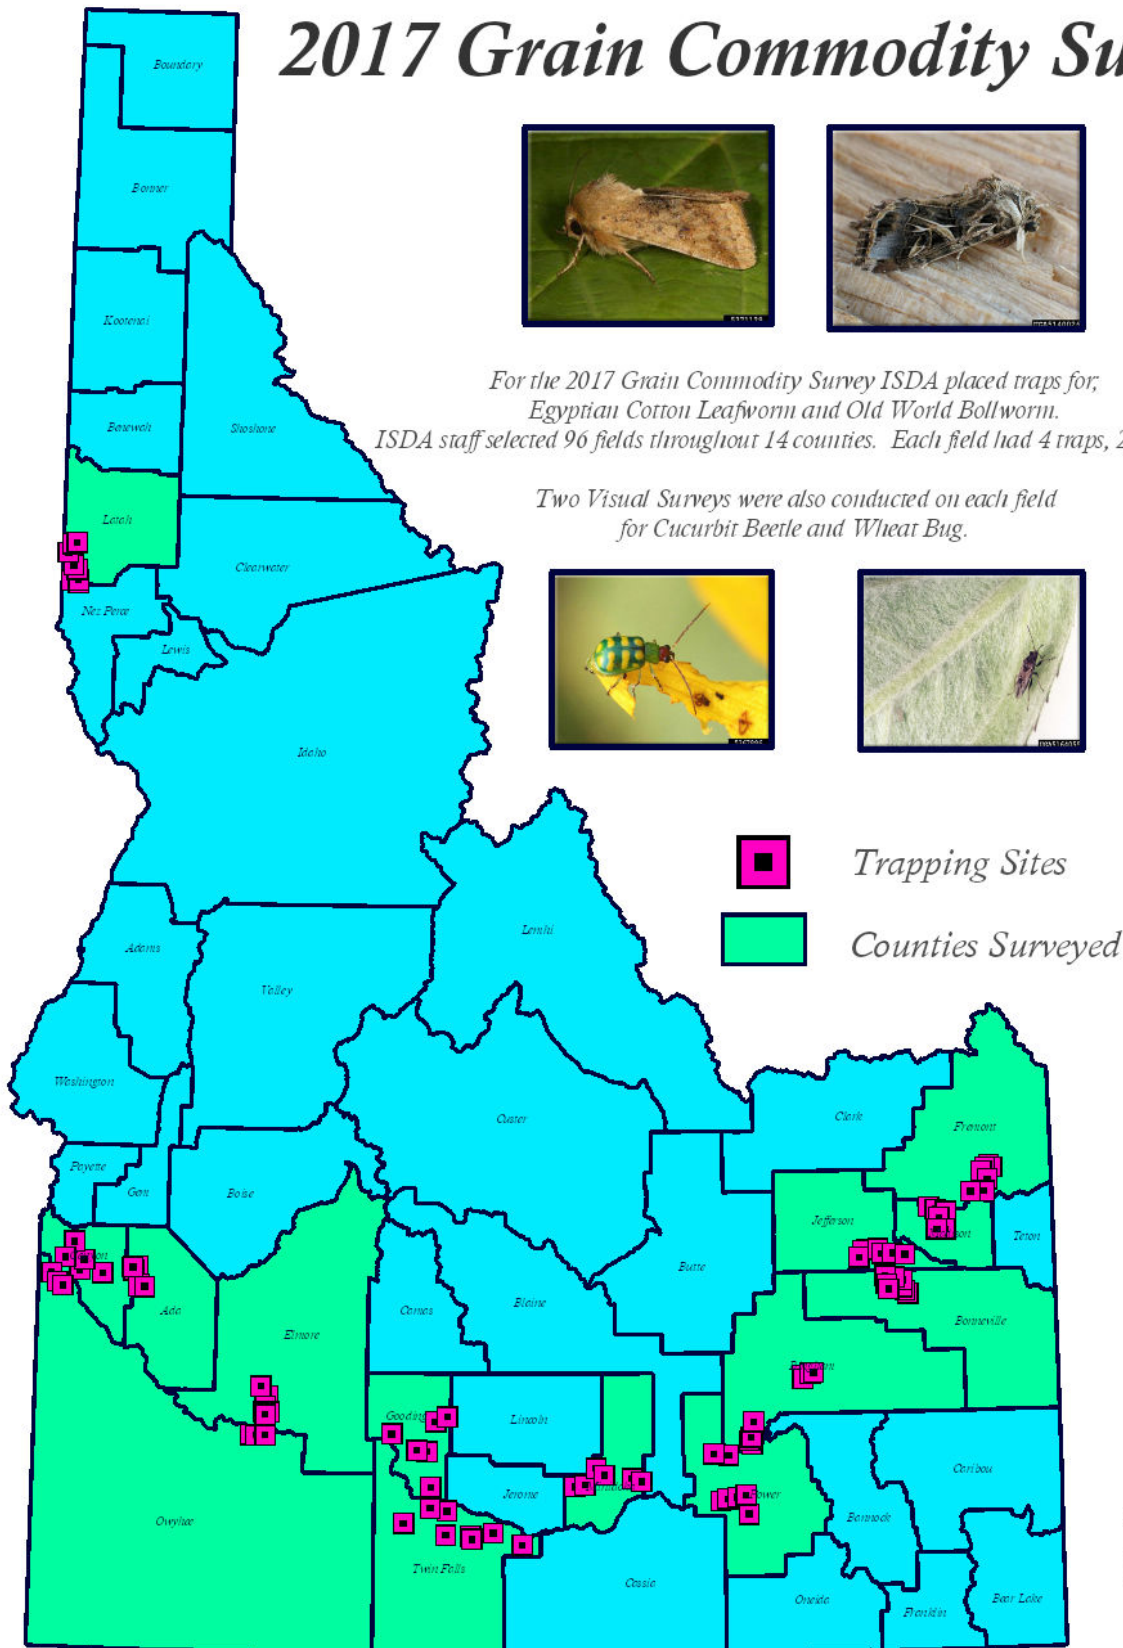 2017 Grain Commodity Su
For the 2017 Grain Commodity Survey ISDA placed traps for;
Egyptian Cotton Leafworm and Old World Bollworm.
ISDA staff selected 96 fields throughout 14 counties. Each field had 4 traps, 2
Two Visual Surveys were also conducted on each field
for Cucurbit Beetle and Wheat Bug.
Trapping Sites
Counties Surveyed
Boundary
Bonner
Kootenai
Benewah
Shoshone
Latah
Clearwater
Nez Perce
Lewis
Idaho
Adams
Valley
Lemhi
Washington
Custer
Clark
Fremont
Payette
Gem
Boise
Jefferson
Teton
Butte
Ada
Camas
Blaine
Elmore
Bonneville
Gooding
Lincoln
Jerome
Power
Caribou
Bannock
Owyhee
Twin Falls
Cassia
Oneida
Franklin
Bear Lake